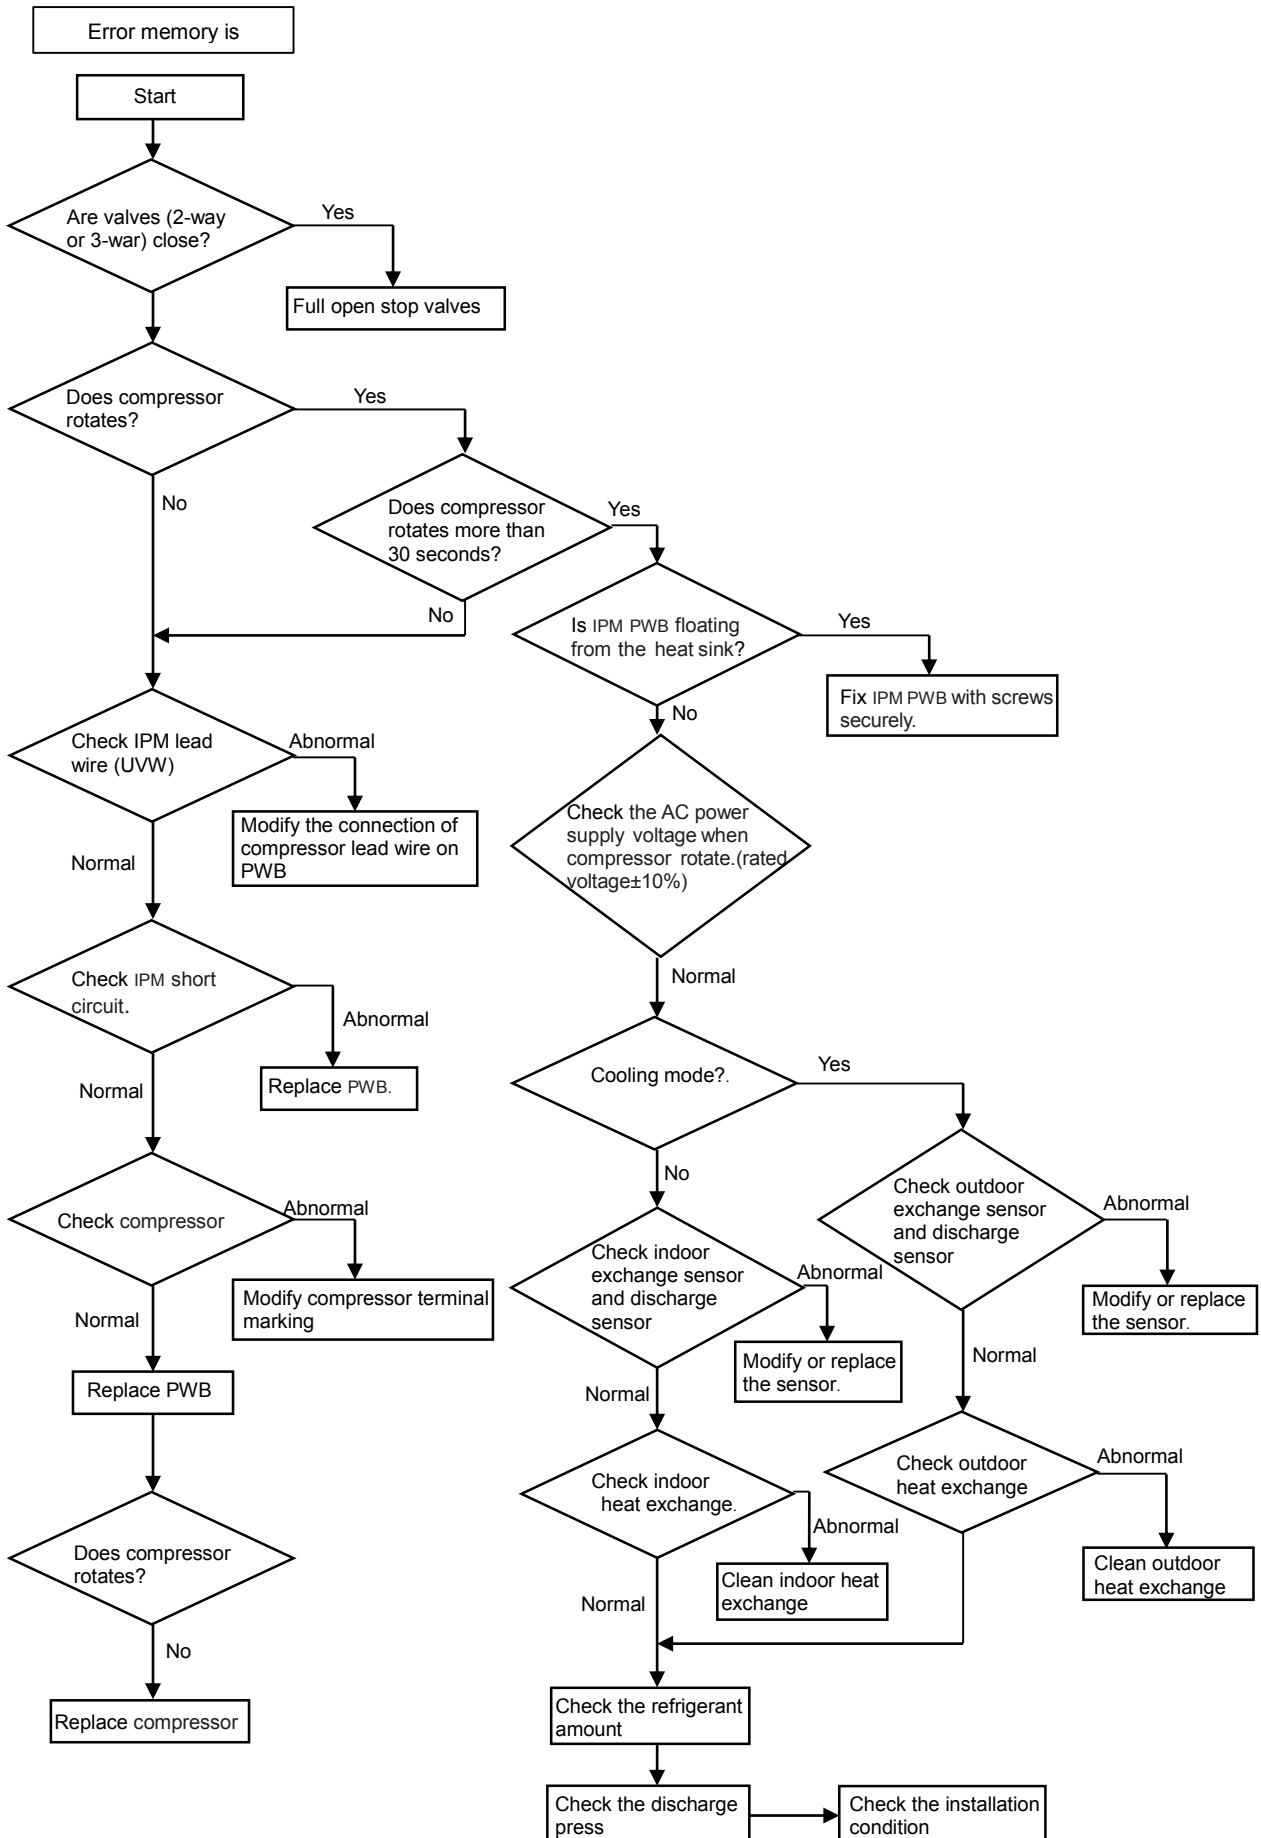 Error memory is
Start
Are valves (2-way
or 3-war) close?
Yes
Full open stop valves
Does compressor
rotates?
Yes
No
Does compressor
rotates more than
30 seconds?
Yes
No
Is IPM PWB floating
from the heat sink?
Yes
Fix IPM PWB with screws
securely.
No
Check IPM lead
wire (UVW)
Abnormal
Modify the connection of
compressor lead wire on
PWB
Normal
Check the AC power
supply voltage when
compressor rotate.(rated
voltage±10%)
Normal
Check IPM short
circuit.
Abnormal
Replace PWB.
Normal
Cooling mode?.
Yes
No
Check compressor
Abnormal
Modify compressor terminal
marking
Normal
Check indoor
exchange sensor
and discharge
sensor
Abnormal
Modify or replace
the sensor.
Normal
Check outdoor
exchange sensor
and discharge
sensor
Abnormal
Modify or replace
the sensor.
Normal
Replace PWB
Check indoor
heat exchange.
Abnormal
Clean indoor heat
exchange
Normal
Check outdoor
heat exchange
Abnormal
Clean outdoor
heat exchange
Does compressor
rotates?
No
Replace compressor
Check the refrigerant
amount
Check the discharge
press
Check the installation
condition